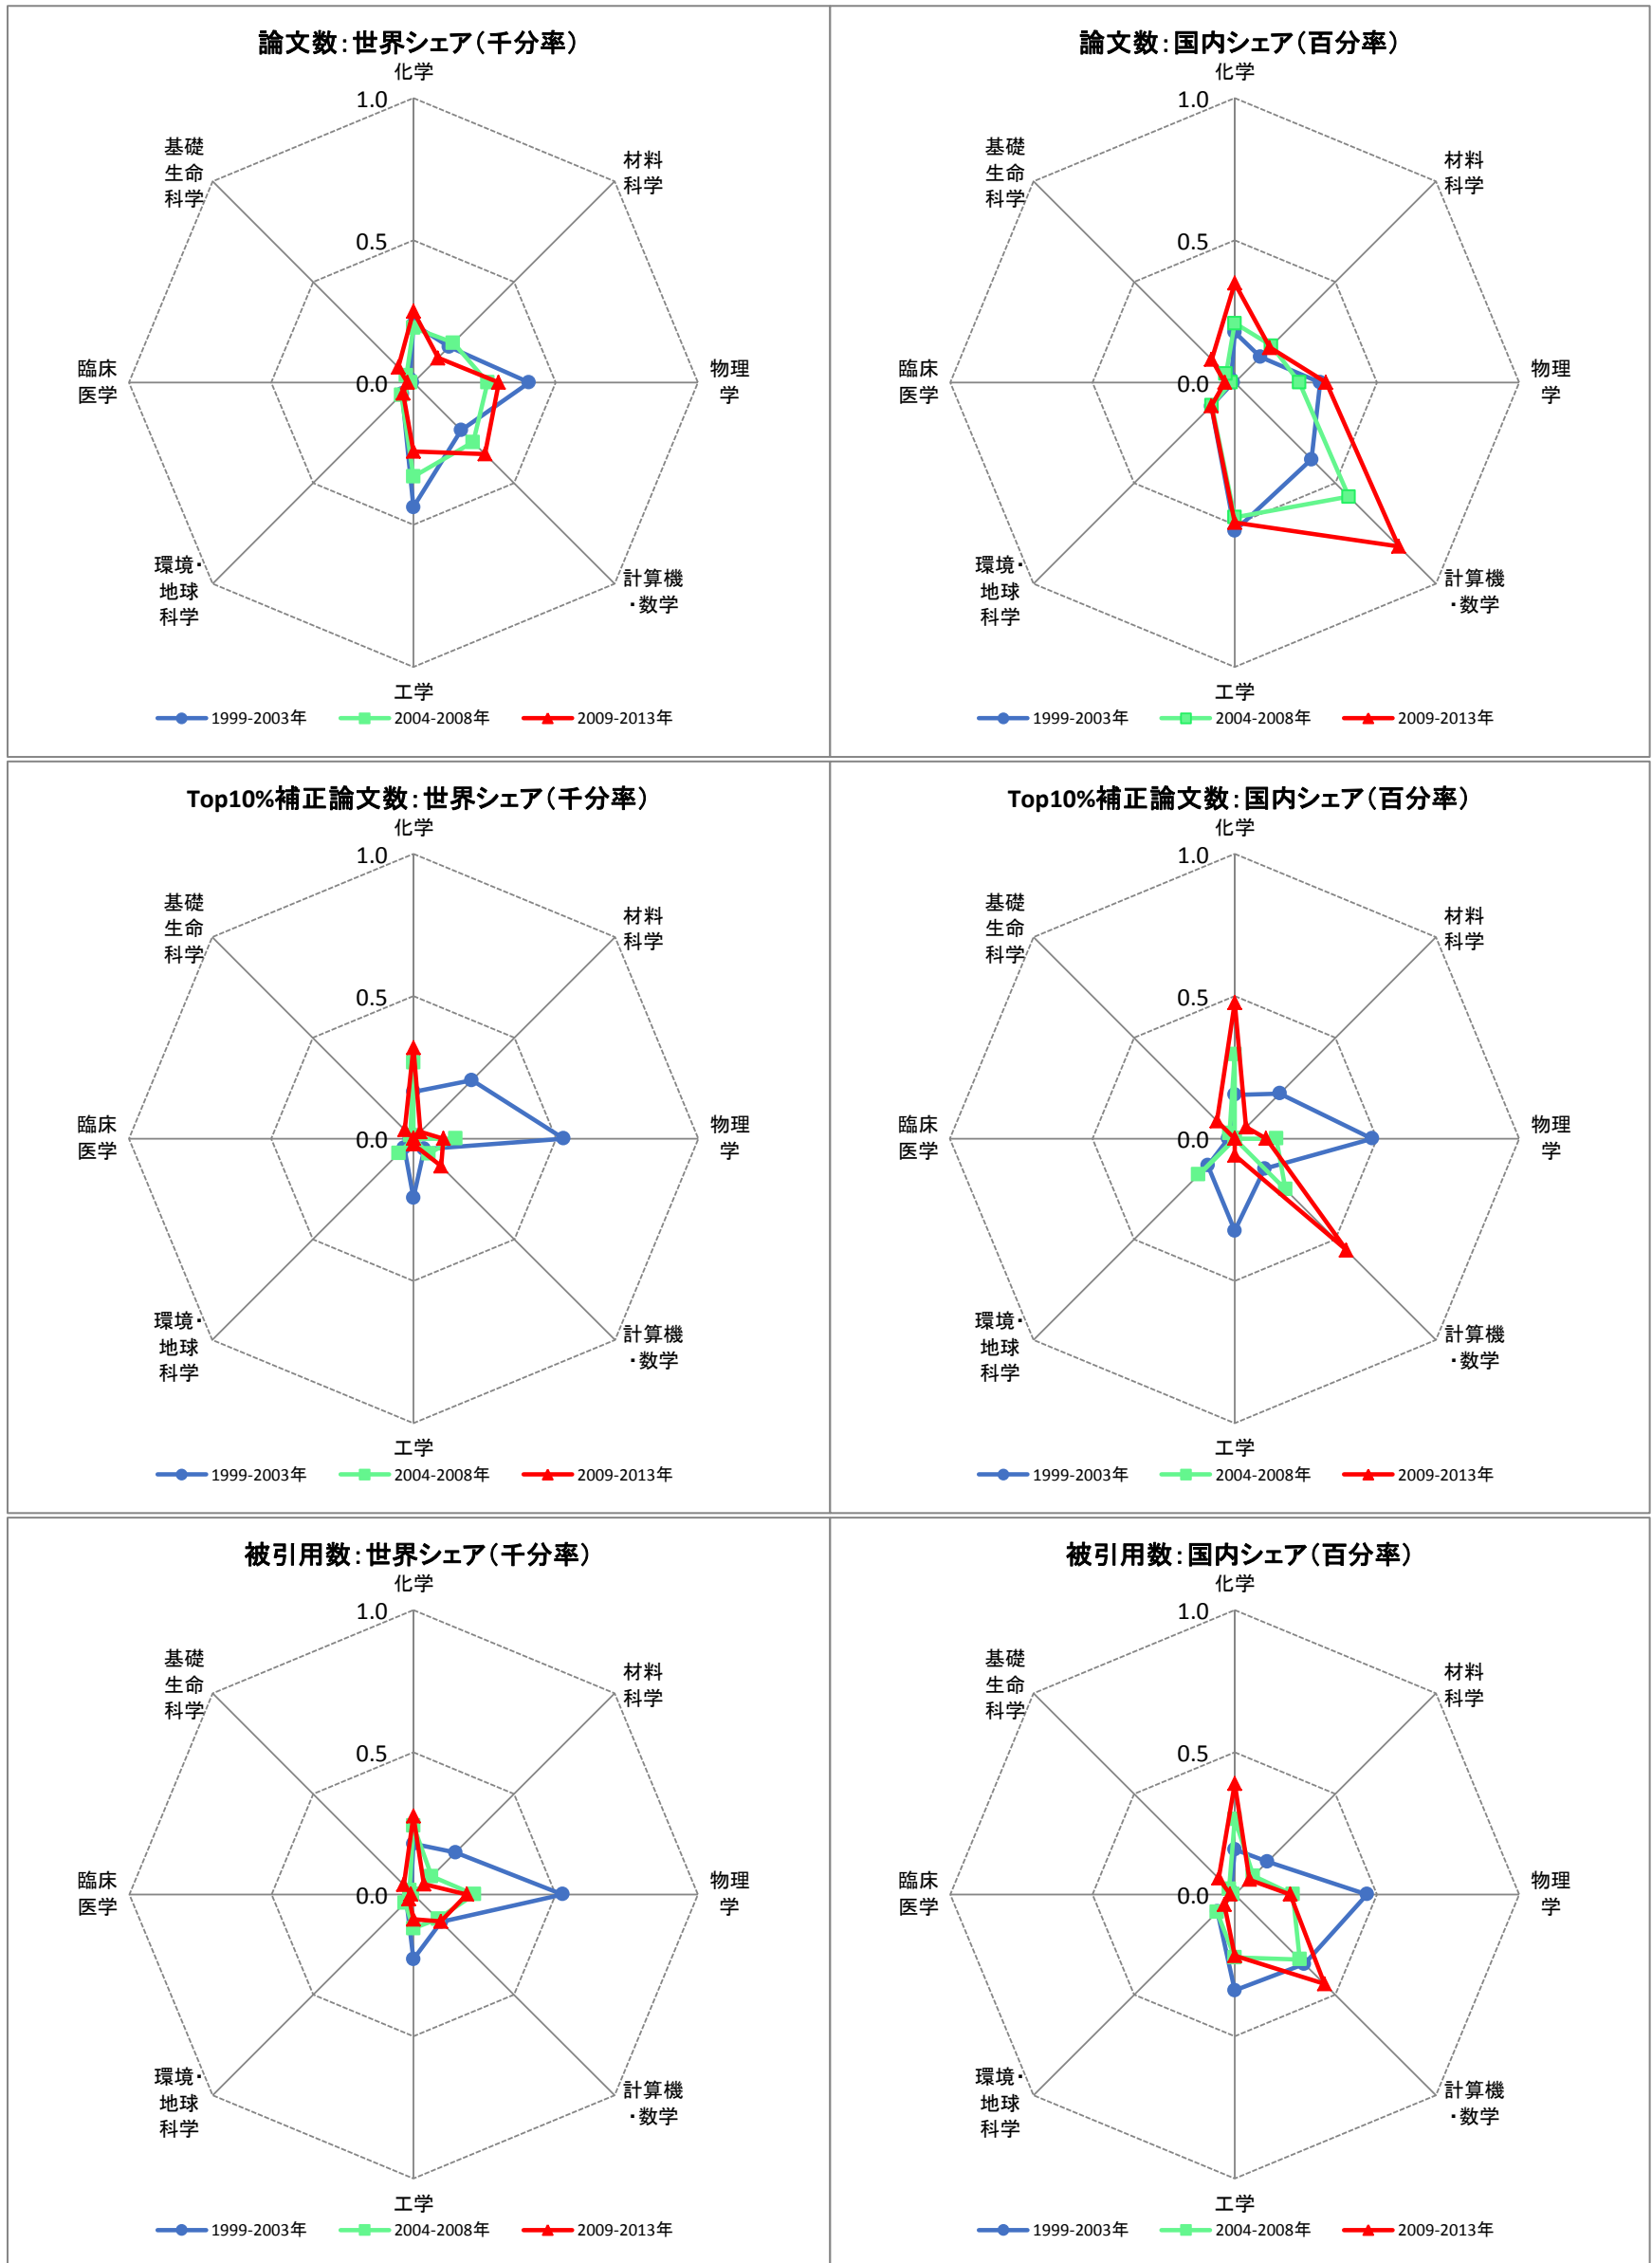 論文数：世界シェア（千分率）
化学
1.0
基礎
生命
科学
材料
科学
0.5
臨床
医学
0.0
物理
学
環境・
地球
科学
計算機
・数学
工学
1999-2003年 2004-2008年 2009-2013年
論文数：国内シェア（百分率）
化学
1.0
基礎
生命
科学
材料
科学
0.5
臨床
医学
0.0
物理
学
環境・
地球
科学
計算機
・数学
工学
1999-2003年 2004-2008年 2009-2013年
Top10%補正論文数：世界シェア（千分率）
化学
1.0
基礎
生命
科学
材料
科学
0.5
臨床
医学
0.0
物理
学
環境・
地球
科学
計算機
・数学
工学
1999-2003年 2004-2008年 2009-2013年
Top10%補正論文数：国内シェア（百分率）
化学
1.0
基礎
生命
科学
材料
科学
0.5
臨床
医学
0.0
物理
学
環境・
地球
科学
計算機
・数学
工学
1999-2003年 2004-2008年 2009-2013年
被引用数：世界シェア（千分率）
化学
1.0
基礎
生命
科学
材料
科学
0.5
臨床
医学
0.0
物理
学
環境・
地球
科学
計算機
・数学
工学
1999-2003年 2004-2008年 2009-2013年
被引用数：国内シェア（百分率）
化学
1.0
基礎
生命
科学
材料
科学
0.5
臨床
医学
0.0
物理
学
環境・
地球
科学
計算機
・数学
工学
1999-2003年 2004-2008年 2009-2013年